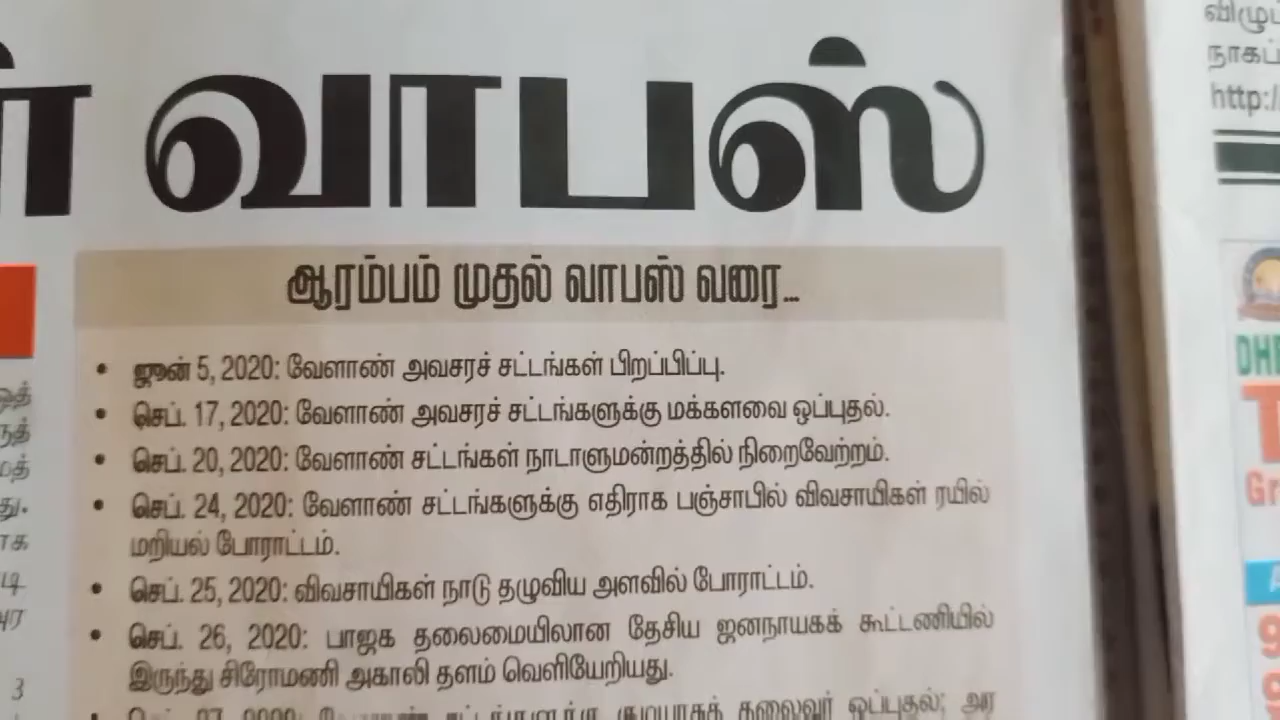 வாபஸ்
ஆரம்பம் முதல் வாபஸ் வரை...
• ஜூன் 5, 2020: வேளாண் அவசரச் சட்டங்கள் பிறப்பிப்பு.
• செப். 17, 2020: வேளாண் அவசரச் சட்டங்களுக்கு மக்களவை ஒப்புதல்.
• செப். 20, 2020: வேளாண் சட்டங்கள் நாடாளுமன்றத்தில் நிறைவேற்றம்.
• செப். 24, 2020: வேளாண் சட்டங்களுக்கு எதிராக பஞ்சாபில் விவசாயிகள் ரயில்
மறியல் போராட்டம்.
• செப். 25, 2020: விவசாயிகள் நாடு தழுவிய அளவில் போராட்டம்.
• செப். 26, 2020: பாஜக தலைமையிலான தேசிய ஜனநாயகக் கூட்டணியில்
இருந்து சிரோமணி அகாலி தளம் வெளியேறியது.
3
http:/